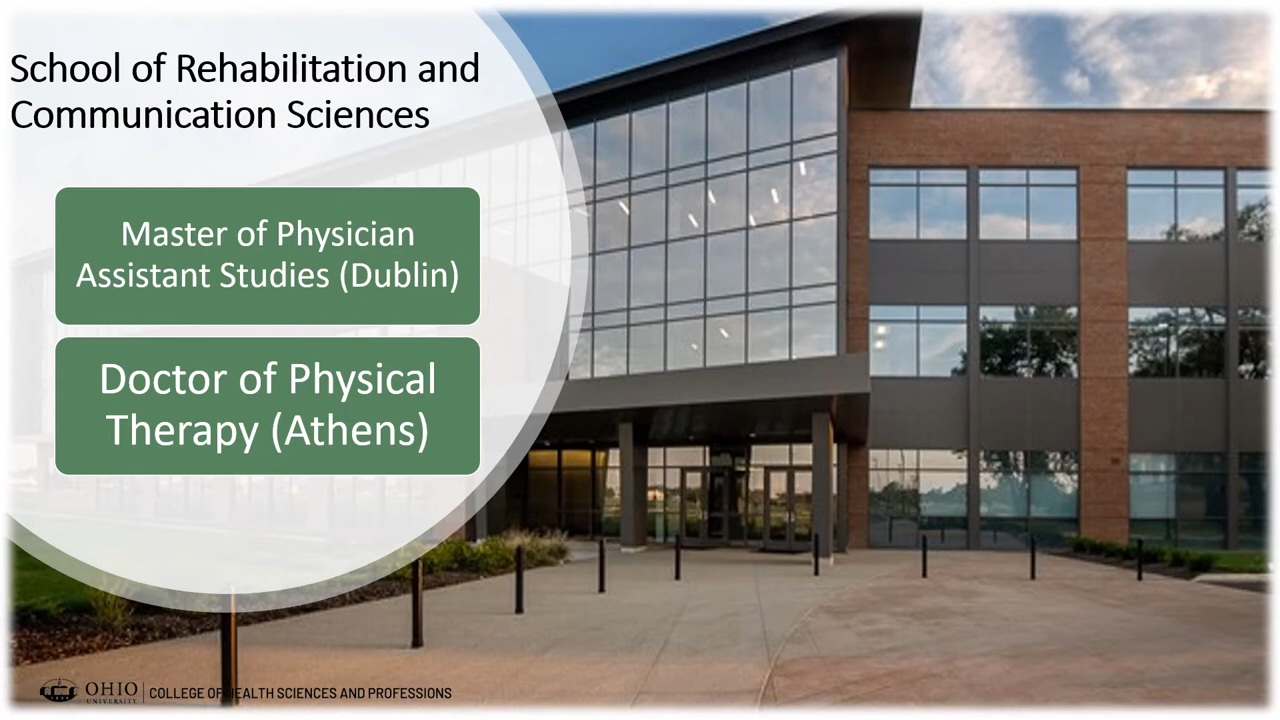 School of Rehabilitation and
Communication Sciences
Master of Physician
Assistant Studies (Dublin)
Doctor of Physical
Therapy (Athens)
OHIO
UNIVERSITY
COLLEGE OF HEALTH SCIENCES AND PROFESSIONS